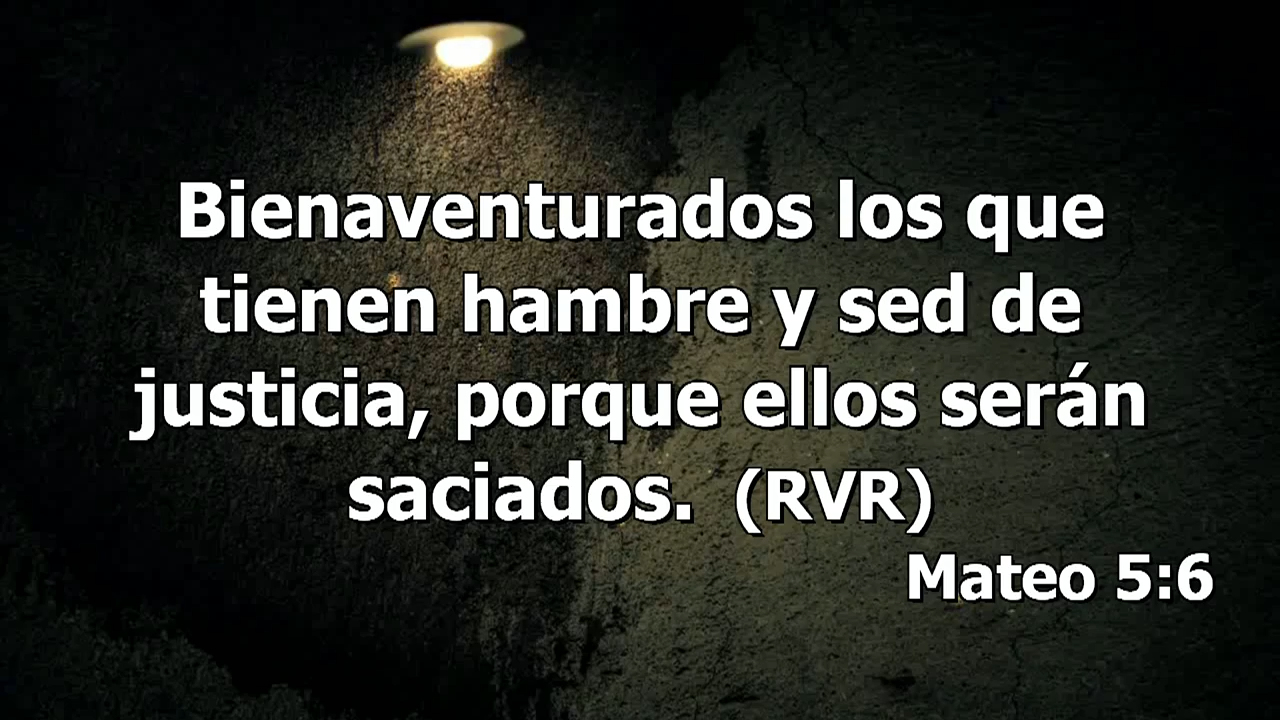 Bienaventurados los que
tienen hambre y sed de
justicia, porque ellos serán
saciados.  (RVR)
Mateo 5:6